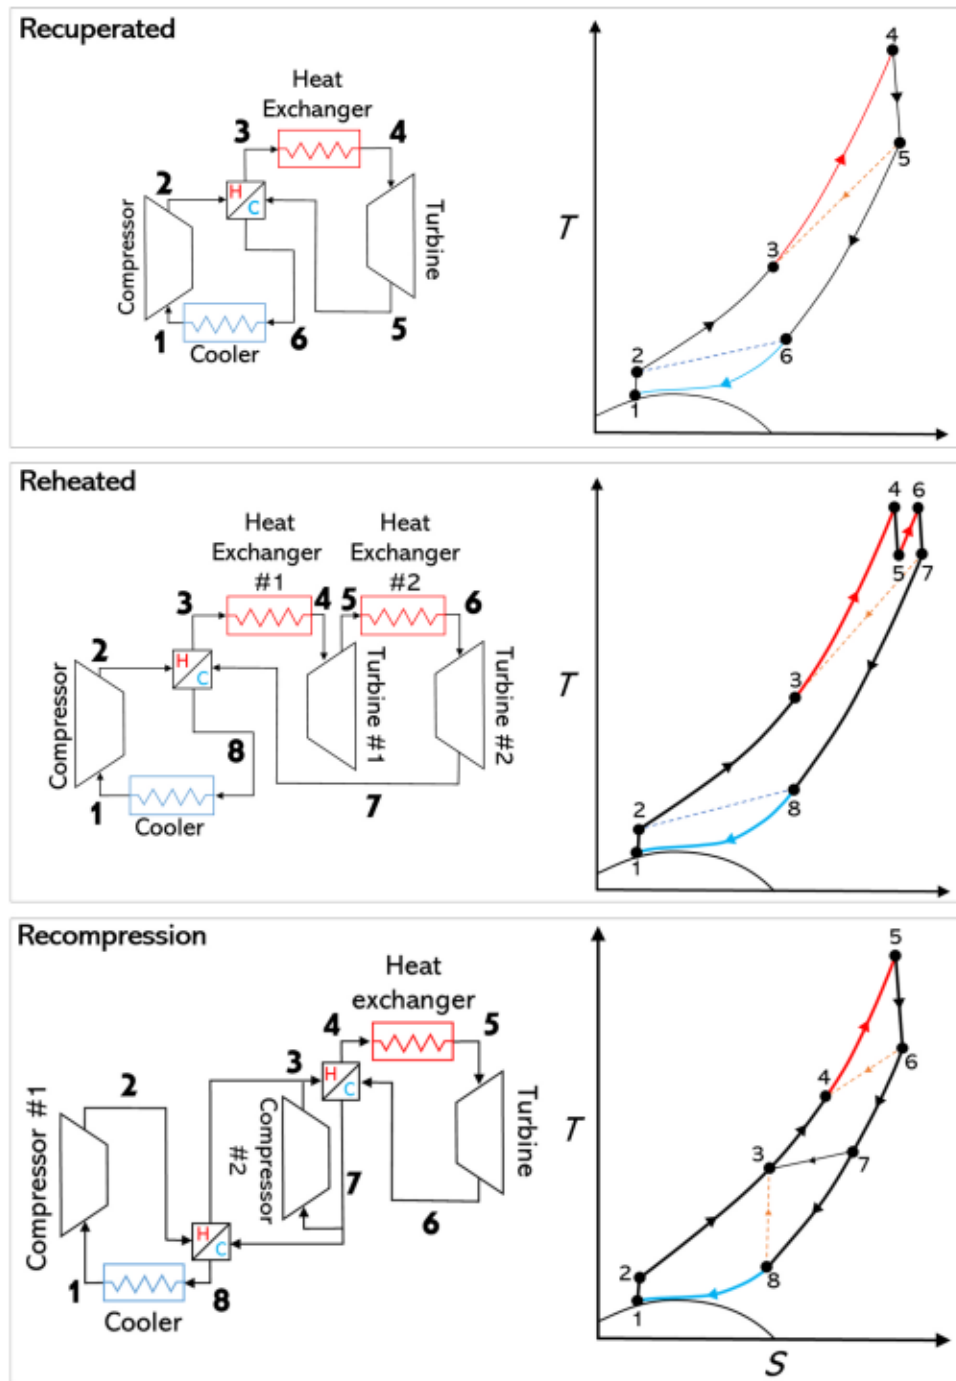 Recuperated
Heat
Exchanger
3
4
2
H
C
Compressor
Turbine
1
6
5
Cooler
T
4
5
3
2
6
1
Reheated
Heat
Exchanger
#1
Heat
Exchanger
#2
3
4
5
6
2
H
C
Compressor
Turbine #1
Turbine #2
8
1
7
Cooler
T
4
6
5
7
3
2
8
1
Recompression
Heat
exchanger
4
5
3
H
C
2
Compressor #1
Compressor
#2
Turbine
7
6
H
C
1
8
Cooler
T
5
6
4
3
7
2
8
1
S